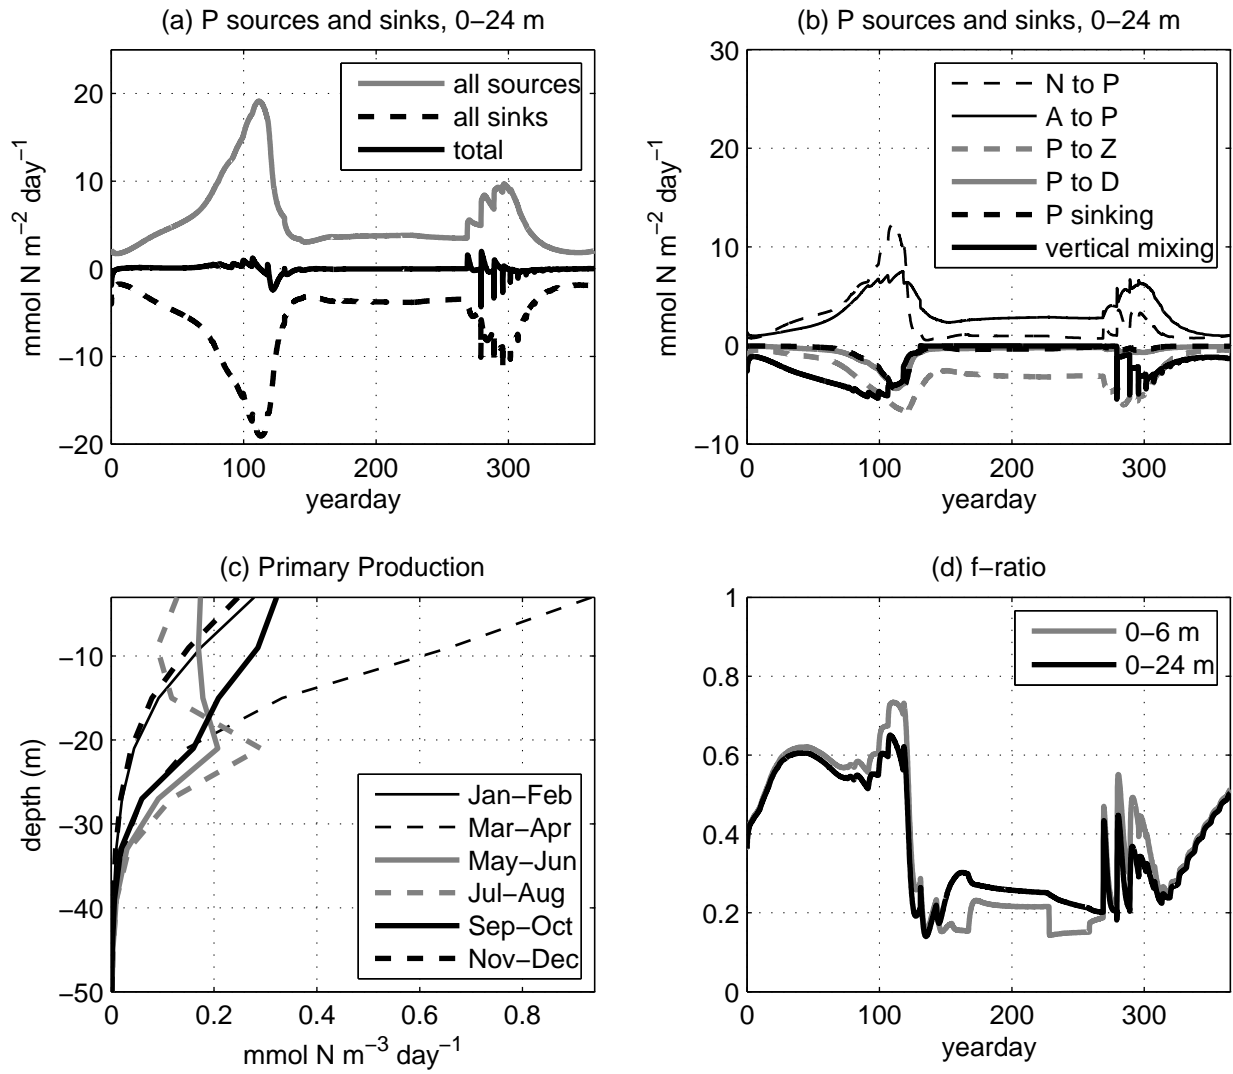 (a) P sources and sinks, 0−24 m
mmol N m⁻² day⁻¹
20
10
0
−10
−20
all sources
all sinks
total
0
100
200
300
yearday
(b) P sources and sinks, 0−24 m
mmol N m⁻² day⁻¹
30
20
10
0
−10
N to P
A to P
P to Z
P to D
P sinking
vertical mixing
0
100
200
300
yearday
(c) Primary Production
depth (m)
−10
−20
−30
−40
−50
Jan−Feb
Mar−Apr
May−Jun
Jul−Aug
Sep−Oct
Nov−Dec
0
0.2
0.4
0.6
0.8
mmol N m⁻³ day⁻¹
(d) f−ratio
1
0.8
0.6
0.4
0.2
0
0−6 m
0−24 m
0
100
200
300
yearday